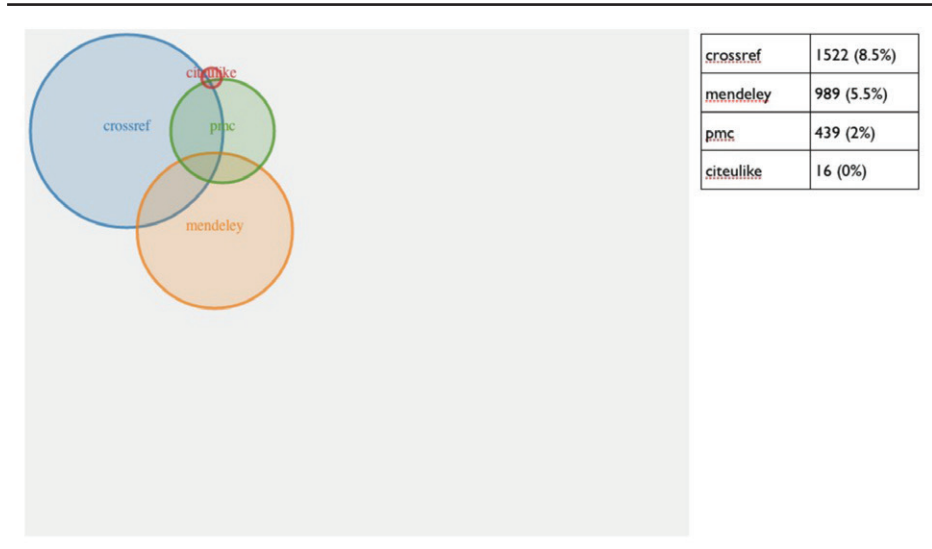 citeulike
crossref
pmc
mendeley
crossref 1522 (8.5%)
mendeley 989 (5.5%)
pmc 439 (2%)
citeulike 16 (0%)